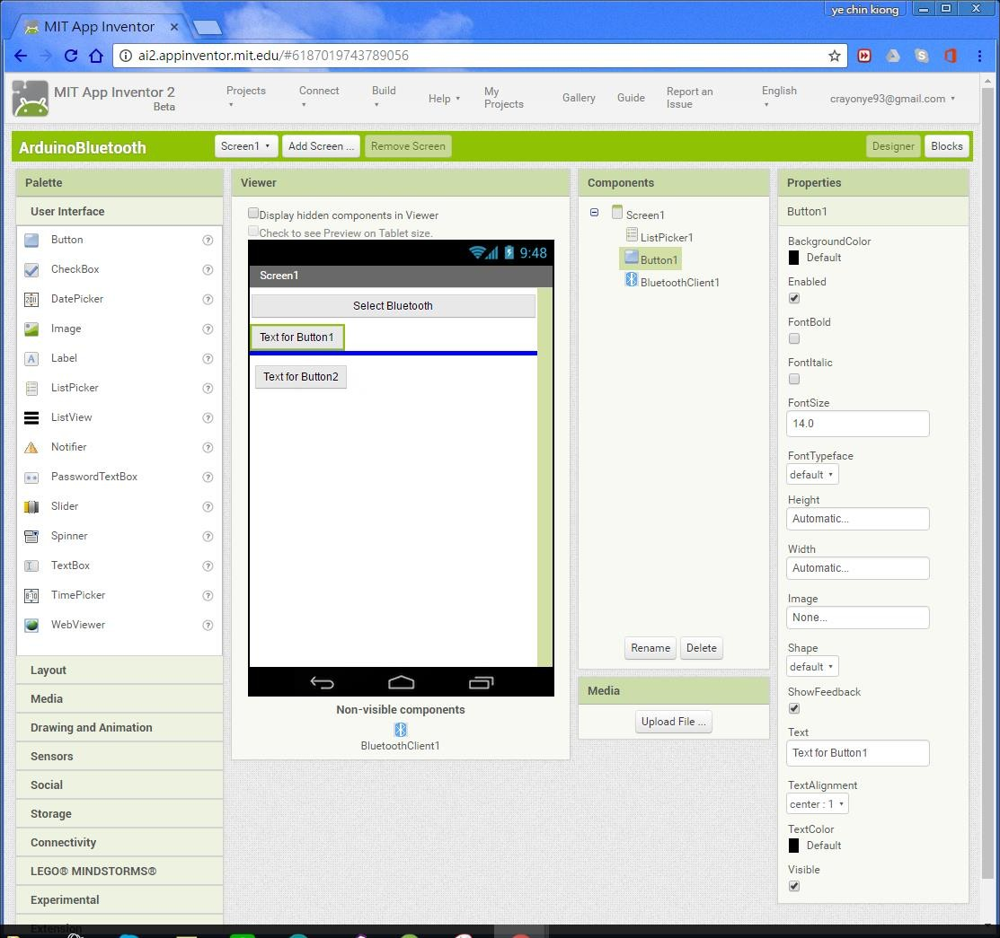 ye chin kiong
MIT App Inventor
ai2.appinventor.mit.edu/#6187019743789056
MIT App Inventor 2
Beta
Projects
Connect
Build
Help
My
Projects
Gallery
Guide
Report an
Issue
English
crayonye93@gmail.com
ArduinoBluetooth
Screen1
Add Screen ...
Remove Screen
Designer
Blocks
Palette
User Interface
Button
CheckBox
DatePicker
Image
Label
ListPicker
ListView
Notifier
PasswordTextBox
Slider
Spinner
TextBox
TimePicker
WebViewer
Layout
Media
Drawing and Animation
Sensors
Social
Storage
Connectivity
LEGO® MINDSTORMS®
Experimental
Extension
Viewer
Display hidden components in Viewer
Check to see Preview on Tablet size.
9:48
Screen1
Select Bluetooth
Text for Button1
Text for Button2
Non-visible components
BluetoothClient1
Components
Screen1
ListPicker1
Button1
BluetoothClient1
Rename
Delete
Media
Upload File ...
Properties
Button1
BackgroundColor
Default
Enabled
FontBold
FontItalic
FontSize
14.0
FontTypeface
default
Height
Automatic...
Width
Automatic...
Image
None...
Shape
default
ShowFeedback
Text
Text for Button1
TextAlignment
center : 1
TextColor
Default
Visible